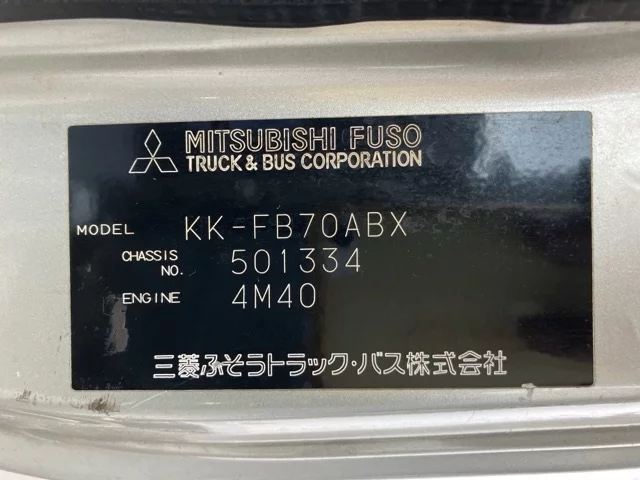 MITSUBISHI FUSO
TRUCK & BUS CORPORATION
MODEL KK-FB70ABX
CHASSIS NO. 501334
ENGINE 4M40
三菱ふそうトラック・バス株式会社